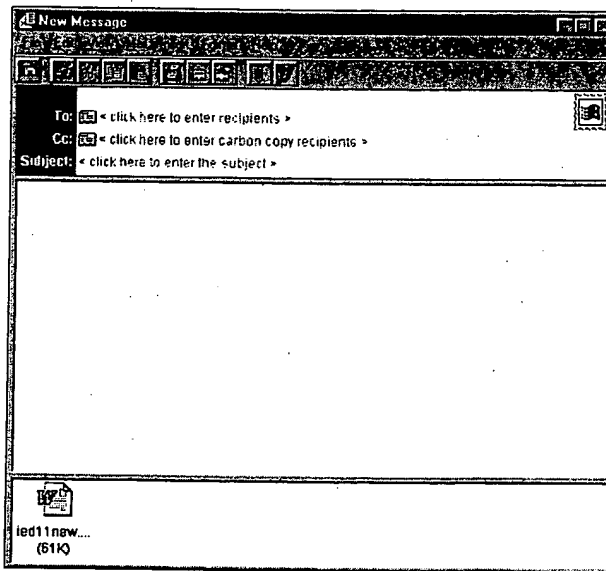 New Message
To: < click here to enter recipients >
Cc: < click here to enter carbon copy recipients >
Subject: < click here to enter the subject >
ied11new....
(61K)